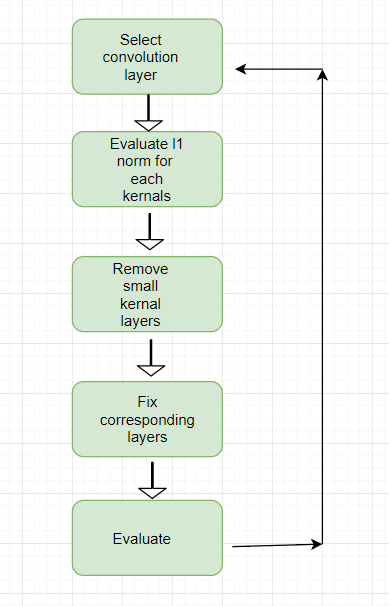 Select
convolution
layer
Evaluate l1
norm for
each
kernals
Remove
small
kernal
layers
Fix
corresponding
layers
Evaluate